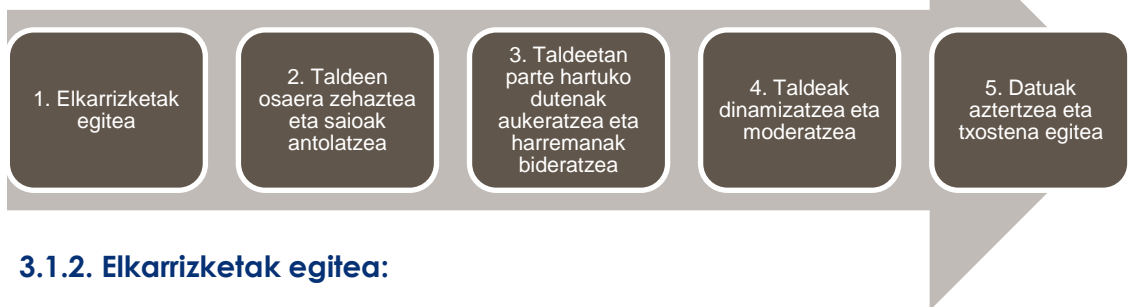 1. Elkarrizketak
egitea
2. Taldeen
osaera zehaztea
eta saioak
antolatzea
3. Taldeetan
parte hartuko
dutenak
aukeratzea eta
harremanak
bideratzea
4. Taldeak
dinamizatzea eta
moderatzea
5. Datuak
aztertzea eta
txostena egitea
3.1.2. Elkarrizketak egitea: